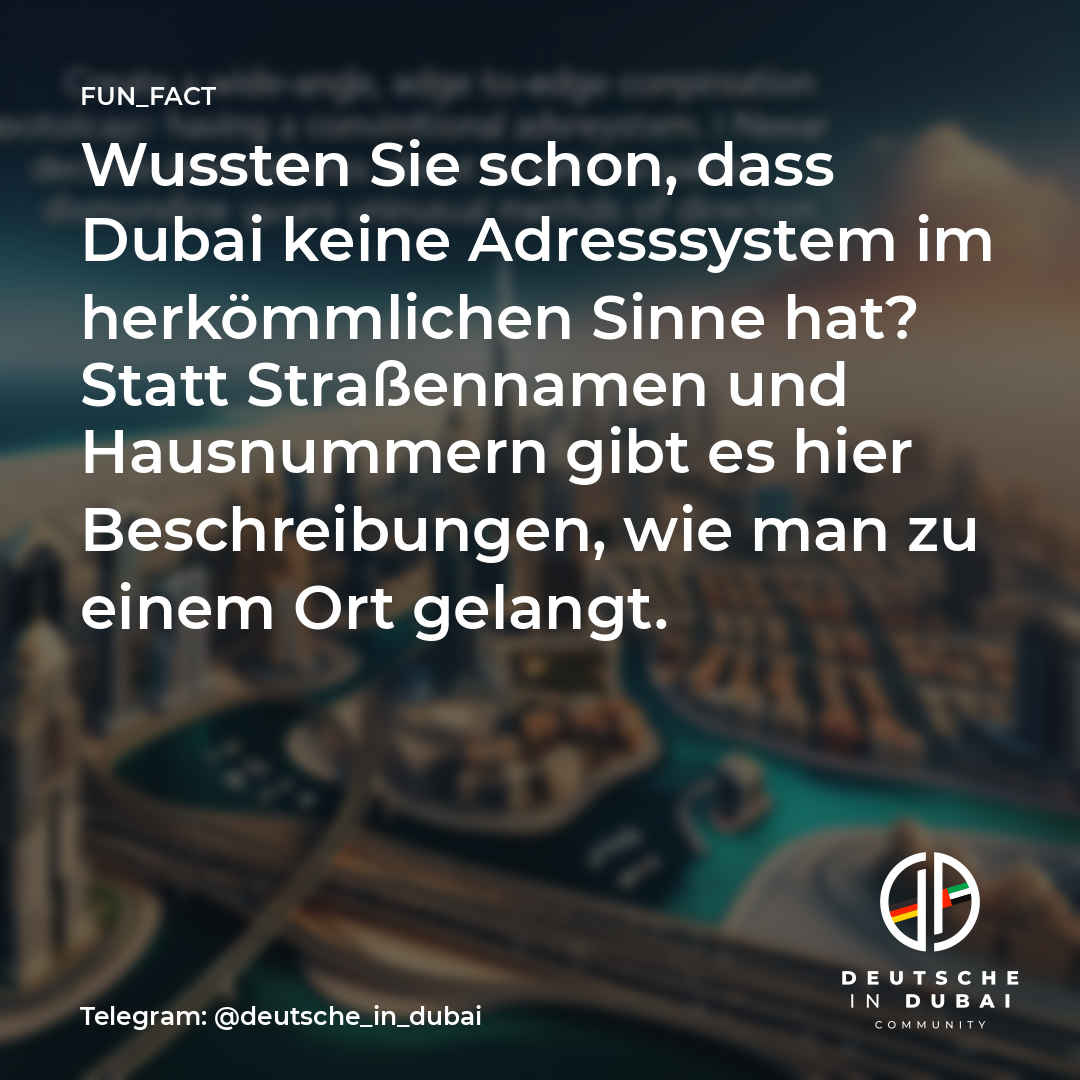 FUN_FACT
Wussten Sie schon, dass
Dubai keine Adresssystem im
herkömmlichen Sinne hat?
Statt Straßennamen und
Hausnummern gibt es hier
Beschreibungen, wie man zu
einem Ort gelangt.
DEUTSCHE
IN DUBAI
COMMUNITY
Telegram: @deutsche_in_dubai